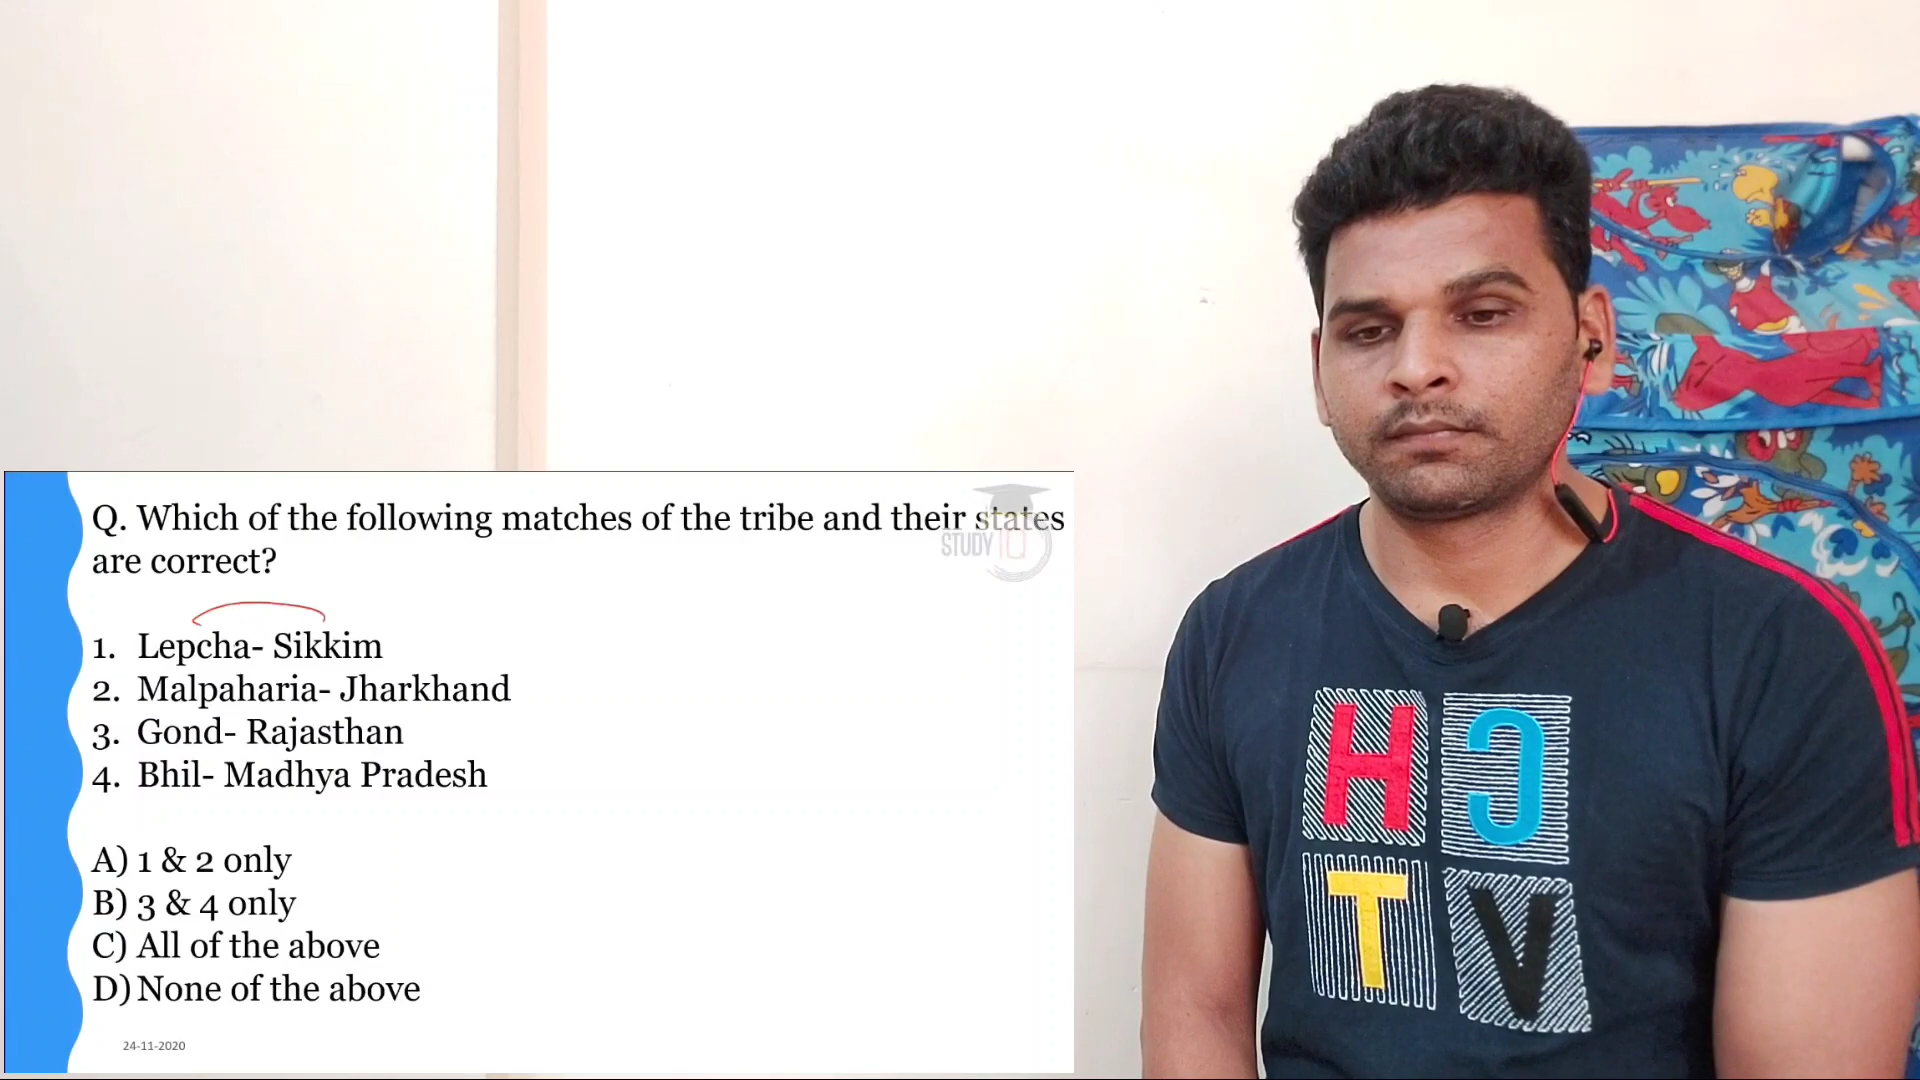 Q. Which of the following matches of the tribe and their states
are correct?
STUDY IQ
1. Lepcha- Sikkim
2. Malpaharia- Jharkhand
3. Gond- Rajasthan
4. Bhil- Madhya Pradesh
A) 1 & 2 only
B) 3 & 4 only
C) All of the above
D) None of the above
24-11-2020
H C
T V